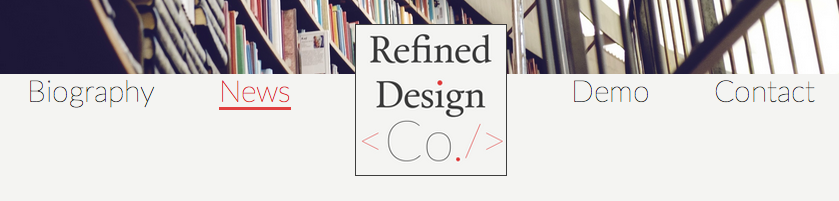 Biography
News
Refined
Design
<Co./>
Demo
Contact